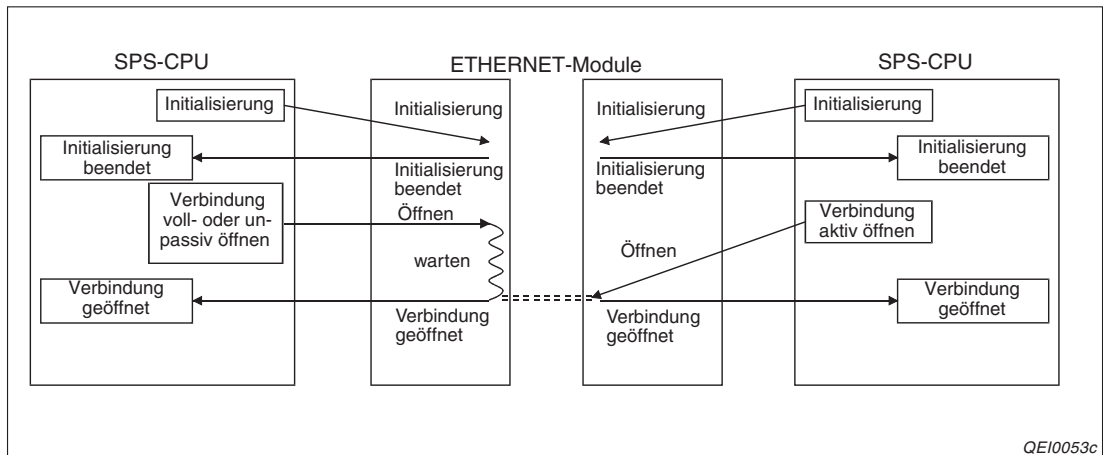 SPS-CPU
ETHERNET-Module
SPS-CPU
Initialisierung
Initialisierung
Initialisierung
Initialisierung
Initialisierung
beendet
Initialisierung
beendet
Initialisierung
beendet
Initialisierung
beendet
Verbindung
voll- oder un-
passiv öffnen
Öffnen
Verbindung
aktiv öffnen
warten
Öffnen
Verbindung
geöffnet
Verbindung
geöffnet
Verbindung
geöffnet
Verbindung
geöffnet
QEI0053c